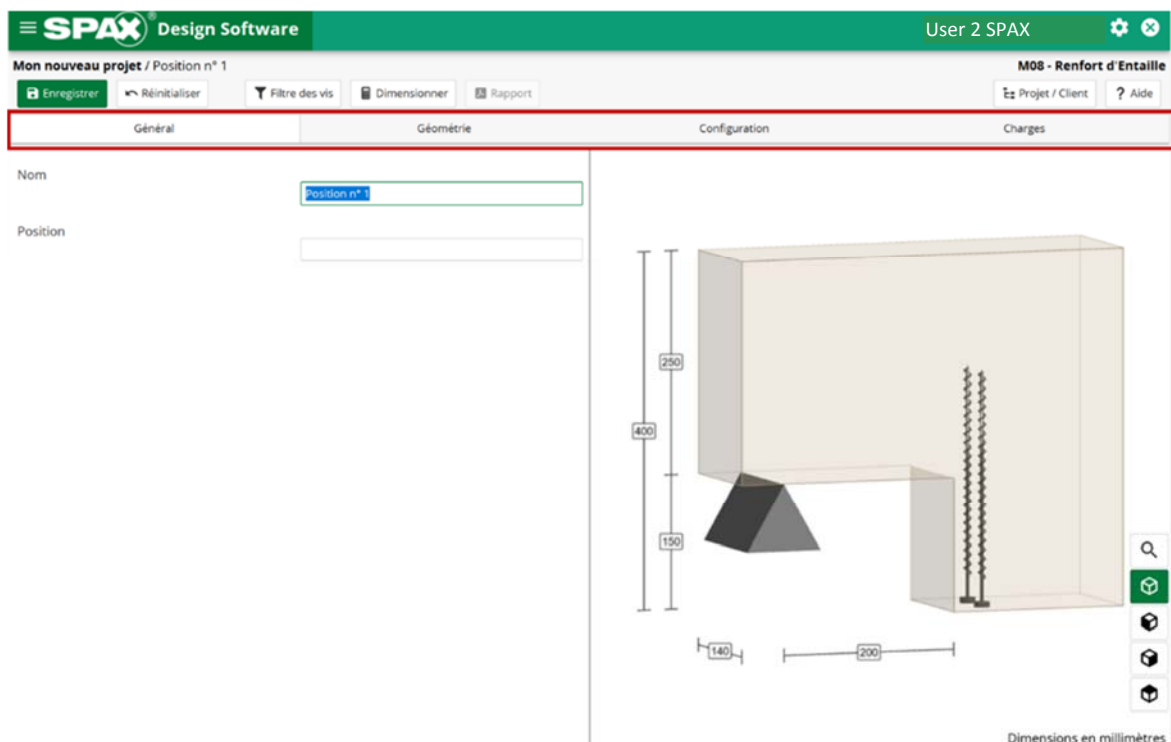 SPAX® Design Software
User 2 SPAX
Mon nouveau projet / Position n° 1
M08 - Renfort d'Entaille
Enregistrer
Réinitialiser
Filtre des vis
Dimensionner
Rapport
Projet / Client
? Aide
Général
Géométrie
Configuration
Charges
Nom
Position n° 1
Position
250
400
150
140
200
Dimensions en millimètres